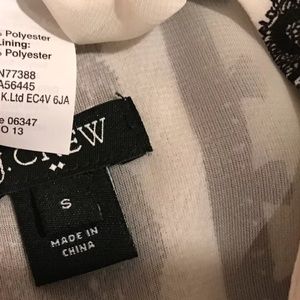 % Polyester
Lining:
% Polyester
N77388
A56445
K.Ltd EC4V 6JA
e 06347
O 13
J.CREW
S
MADE IN
CHINA